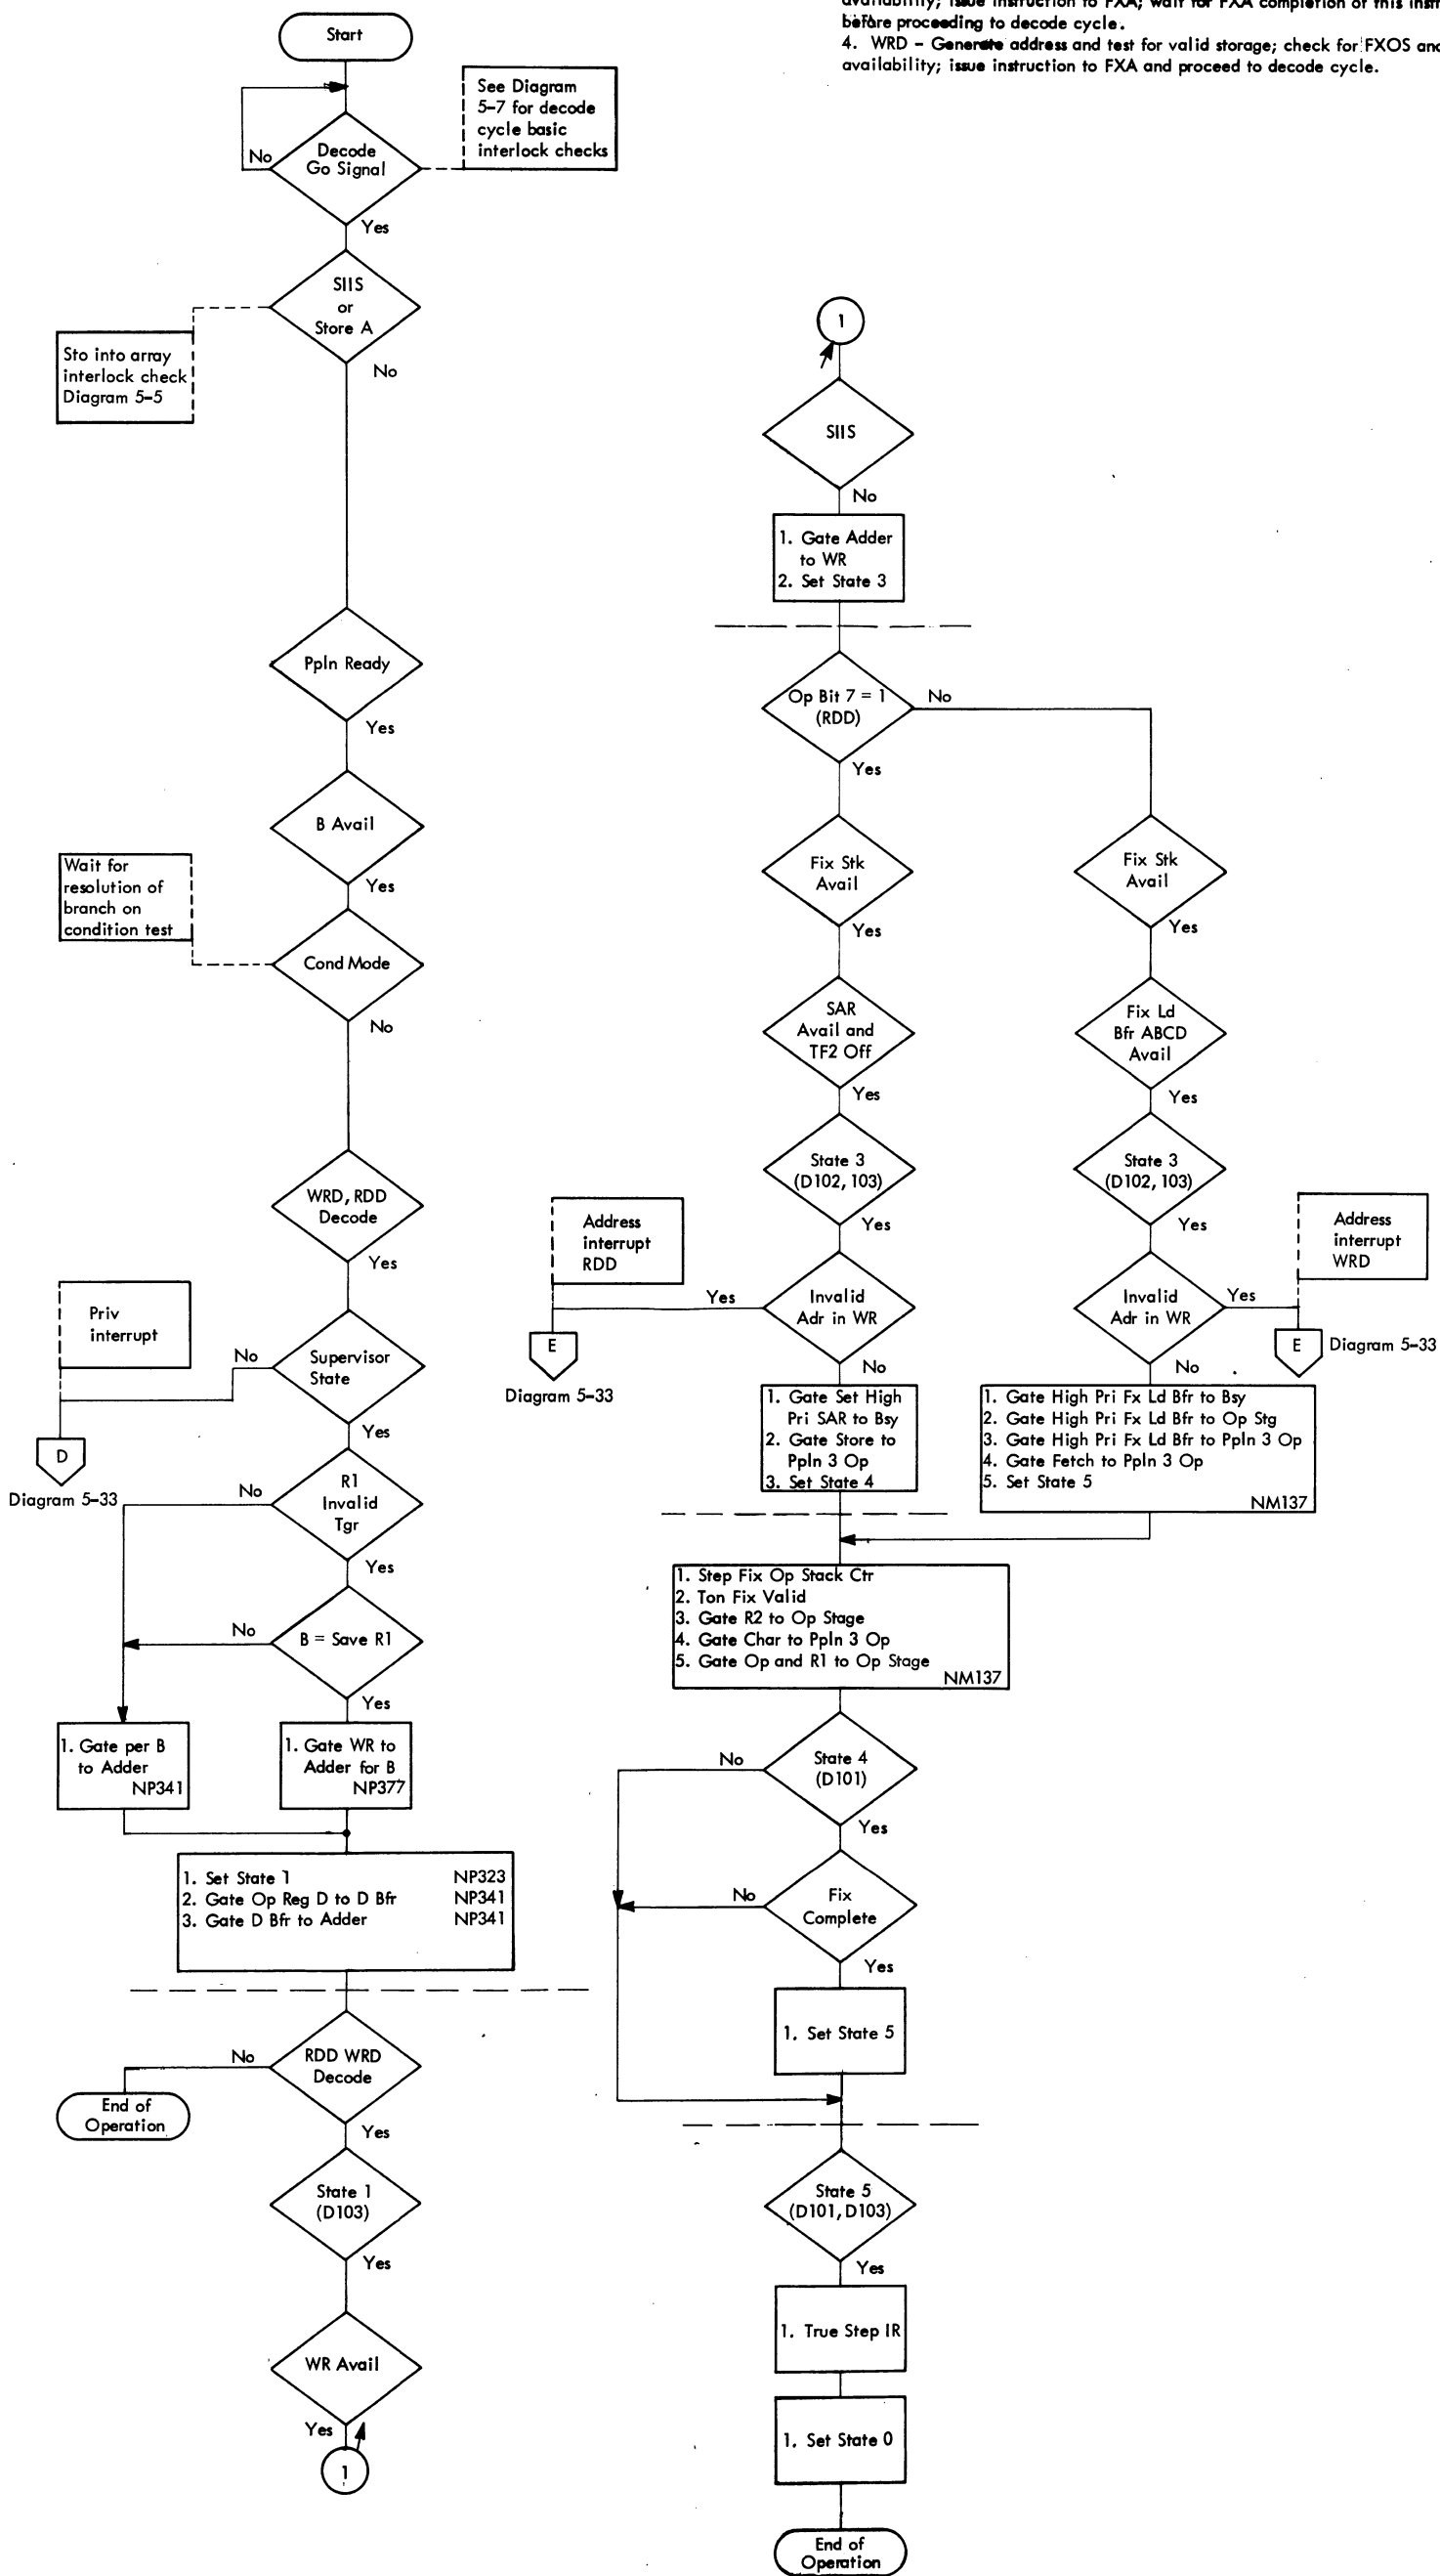 availability; issue instruction to FXA; wait for FXA completion of this
before proceeding to decode cycle.
4. WRD - Generate address and test for valid storage; check for FXOS
availability; issue instruction to FXA and proceed to decode cycle.
Start
See Diagram
5-7 for decode
cycle basic
interlock checks
Decode
Go Signal
No
Yes
SIIS
or
Store A
No
Sto into array
interlock check
Diagram 5-5
Ppln Ready
Yes
B Avail
Yes
Wait for
resolution of
branch on
condition test
Cond Mode
No
WRD, RDD
Decode
Yes
Priv
interrupt
Supervisor
State
No
Yes
D
Diagram 5-33
R1
Invalid
Tgr
No
Yes
B = Save R1
No
Yes
1. Gate per B
to Adder
NP341
1. Gate WR to
Adder for B
NP377
1. Set State 1 NP323
2. Gate Op Reg D to D Bfr NP341
3. Gate D Bfr to Adder NP341
RDD WRD
Decode
No
Yes
End of
Operation
State 1
(D103)
Yes
WR Avail
Yes
1
1
SIIS
No
1. Gate Adder
to WR
2. Set State 3
Op Bit 7 = 1
(RDD)
No
Yes
Fix Stk
Avail
Yes
SAR
Avail and
TF2 Off
Yes
State 3
(D102, 103)
Yes
Address
interrupt
RDD
Invalid
Adr in WR
Yes
No
E
Diagram 5-33
1. Gate Set High
Pri SAR to Bsy
2. Gate Store to
Ppln 3 Op
3. Set State 4
Fix Stk
Avail
Yes
Fix Ld
Bfr ABCD
Avail
Yes
State 3
(D102, 103)
Yes
Address
interrupt
WRD
Invalid
Adr in WR
Yes
No
E
Diagram 5-33
1. Gate High Pri Fx Ld Bfr to Bsy
2. Gate High Pri Fx Ld Bfr to Op Stg
3. Gate High Pri Fx Ld Bfr to Ppln 3 Op
4. Gate Fetch to Ppln 3 Op
5. Set State 5
NM137
1. Step Fix Op Stack Ctr
2. Ton Fix Valid
3. Gate R2 to Op Stage
4. Gate Char to Ppln 3 Op
5. Gate Op and R1 to Op Stage
NM137
State 4
(D101)
No
Yes
Fix
Complete
No
Yes
1. Set State 5
State 5
(D101, D103)
Yes
1. True Step IR
1. Set State 0
End of
Operation